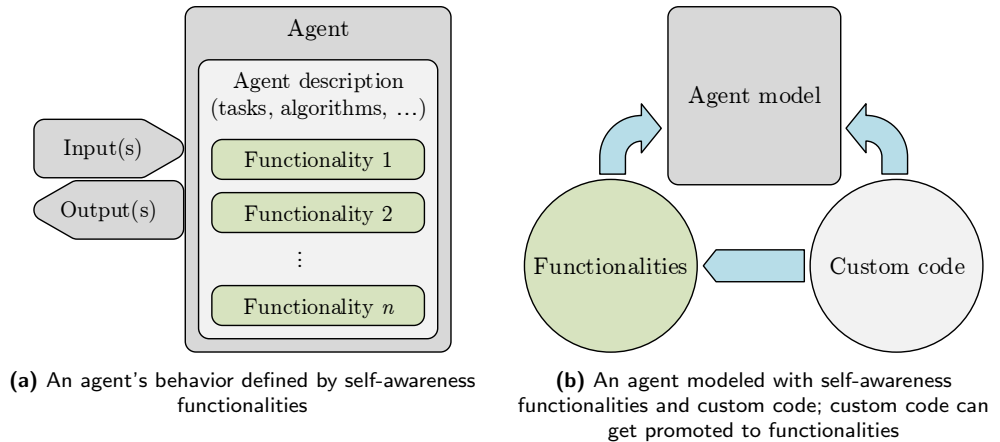 Agent
Agent description
(tasks, algorithms, ...)
Input(s)
Output(s)
Functionality 1
Functionality 2
⋮
Functionality n
(a) An agent's behavior defined by self-awareness
functionalities
Agent model
Functionalities
Custom code
(b) An agent modeled with self-awareness
functionalities and custom code; custom code can
get promoted to functionalities